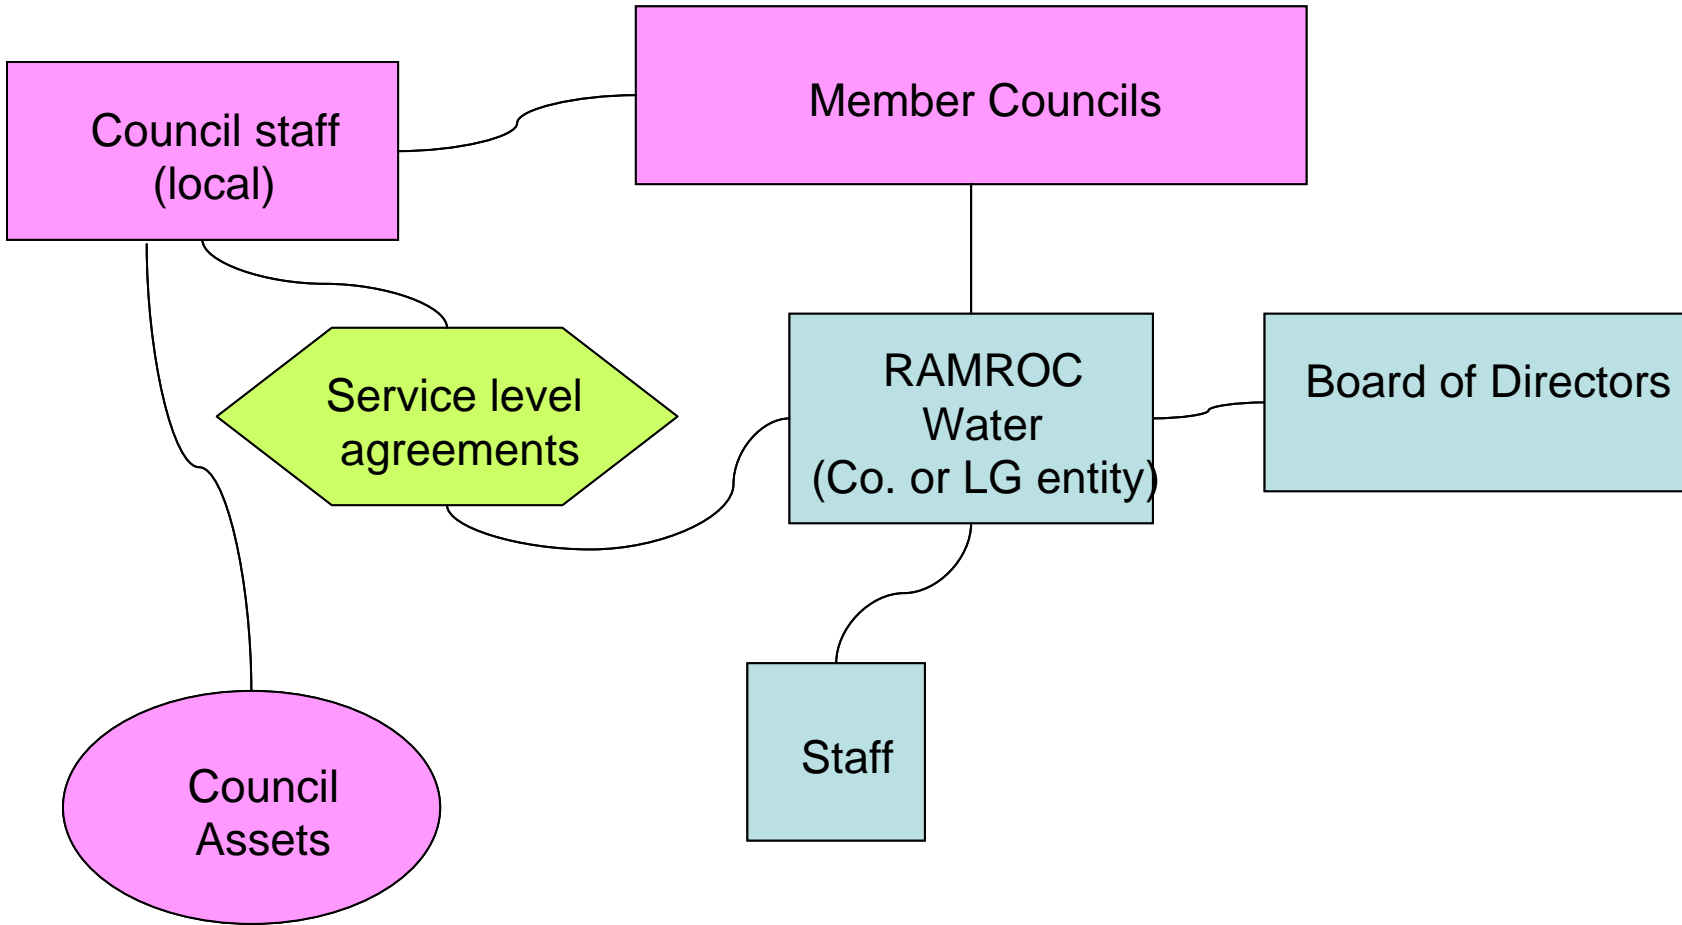 Member Councils
Council staff
(local)
RAMROC
Water
(Co. or LG entity)
Board of Directors
Service level
agreements
Staff
Council
Assets